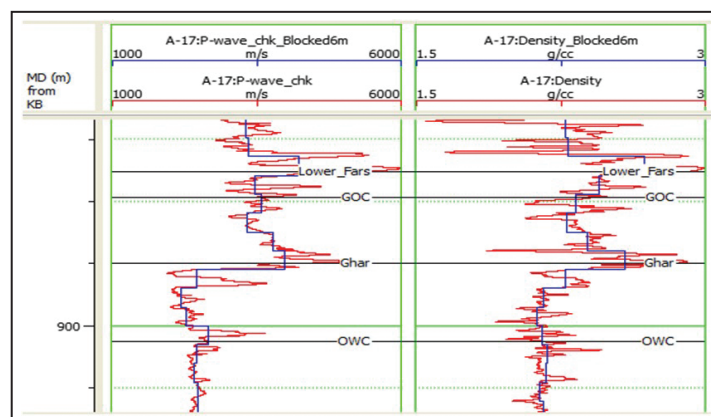 A-17:P-wave_chk_Blocked6m
1000 m/s 6000
A-17:P-wave_chk
1000 m/s 6000
A-17:Density_Blocked6m
1.5 g/cc 3
A-17:Density
1.5 g/cc 3
MD (m)
from
KB
Lower_Fars
Lower_Fars
GOC
GOC
Ghar
Ghar
900
OWC
OWC